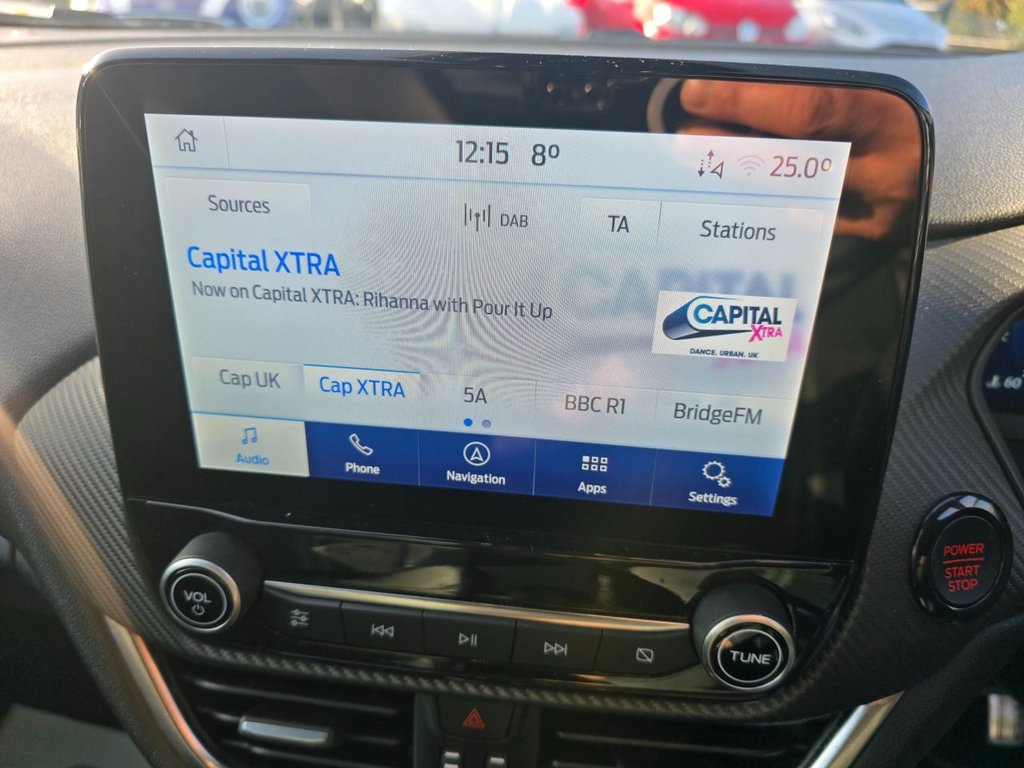 12:15 8º
25.0º
Sources
DAB
TA
Stations
Capital XTRA
Now on Capital XTRA: Rihanna with Pour It Up
CAPITAL
XTRA
DANCE. URBAN. UK
Cap UK
Cap XTRA
5A
BBC R1
BridgeFM
Audio
Phone
Navigation
Apps
Settings
VOL
TUNE
POWER
START
STOP
60